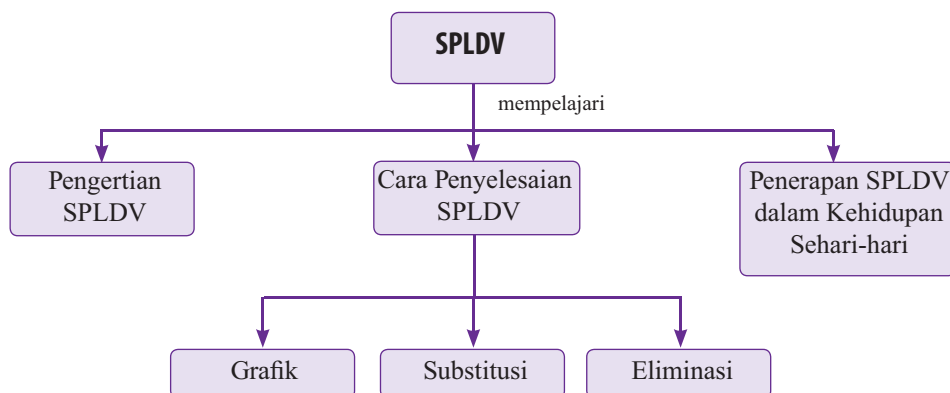 SPLDV
mempelajari
Pengertian
SPLDV
Cara Penyelesaian
SPLDV
Penerapan SPLDV
dalam Kehidupan
Sehari-hari
Grafik
Substitusi
Eliminasi